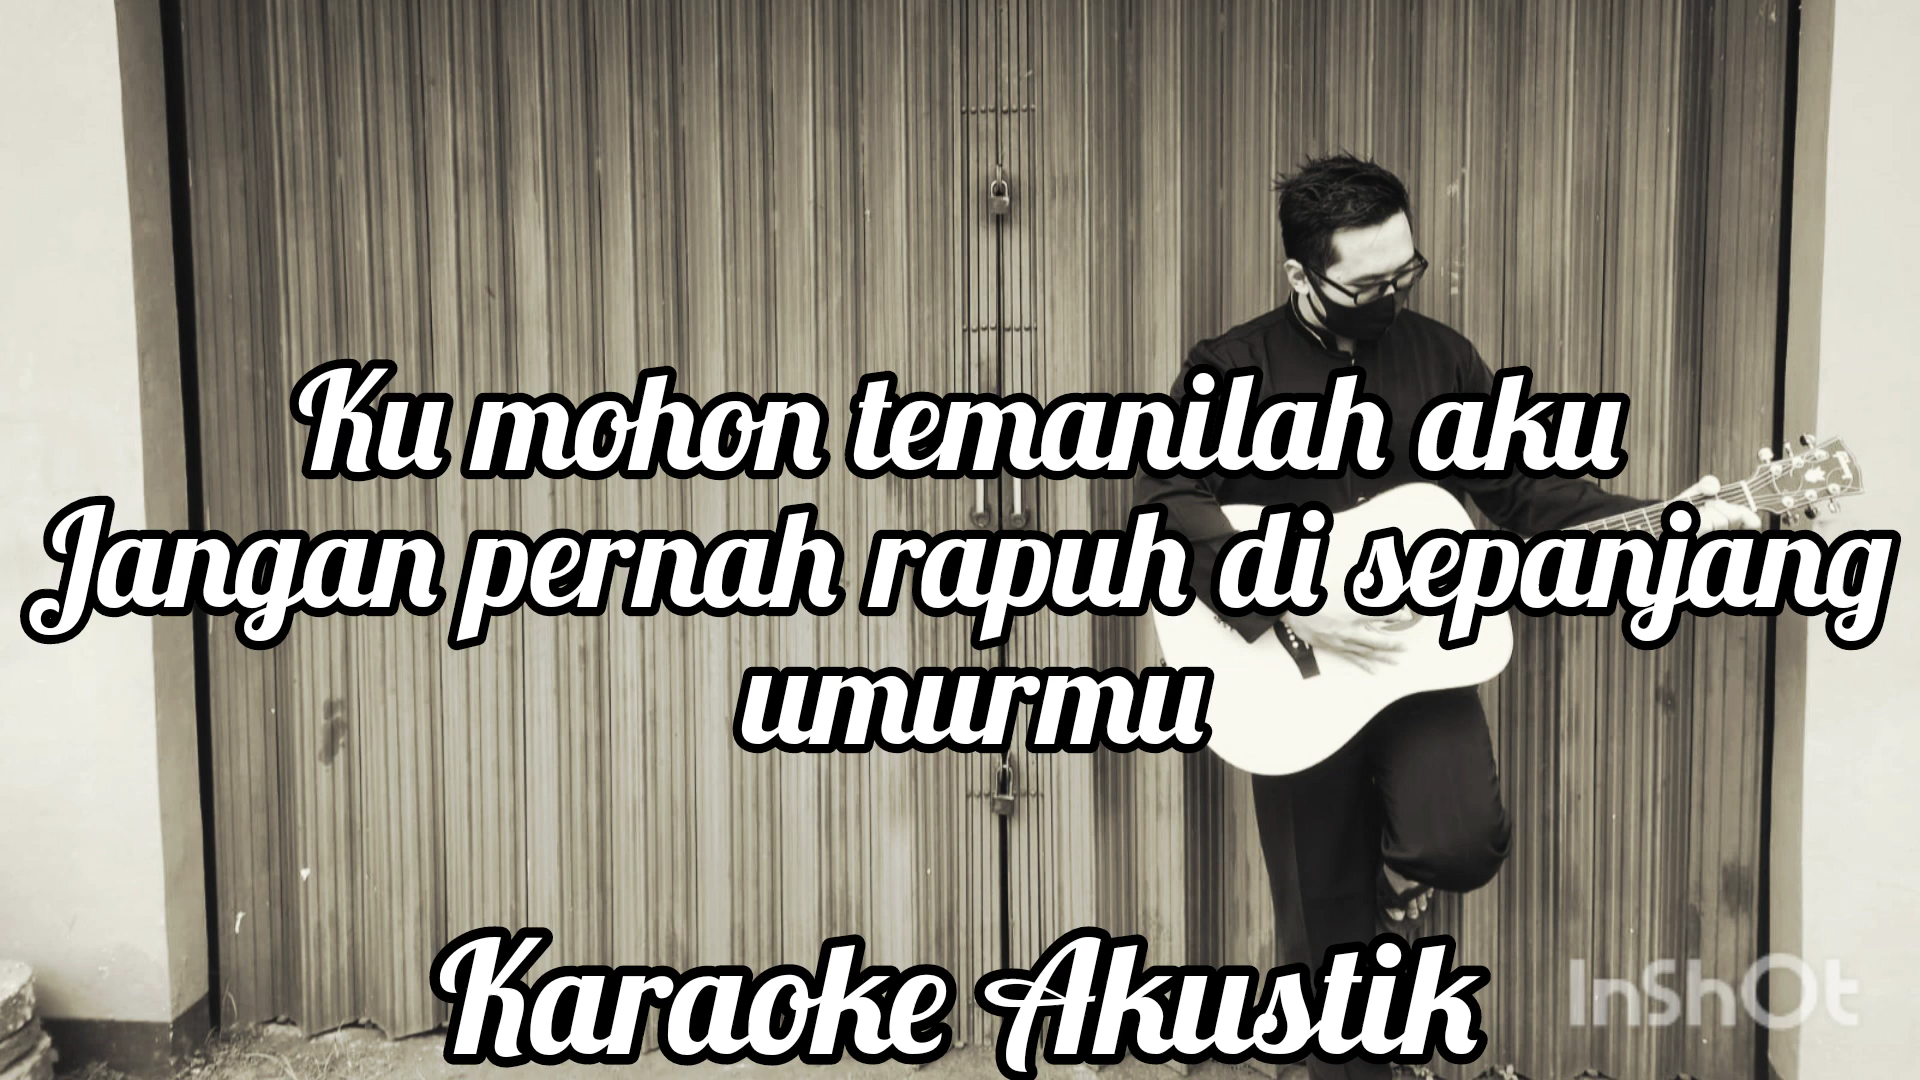 Ku mohon temanilah aku
Jangan pernah rapuh di sepanjang
umurmu
Karaoke Akustik
InShOt